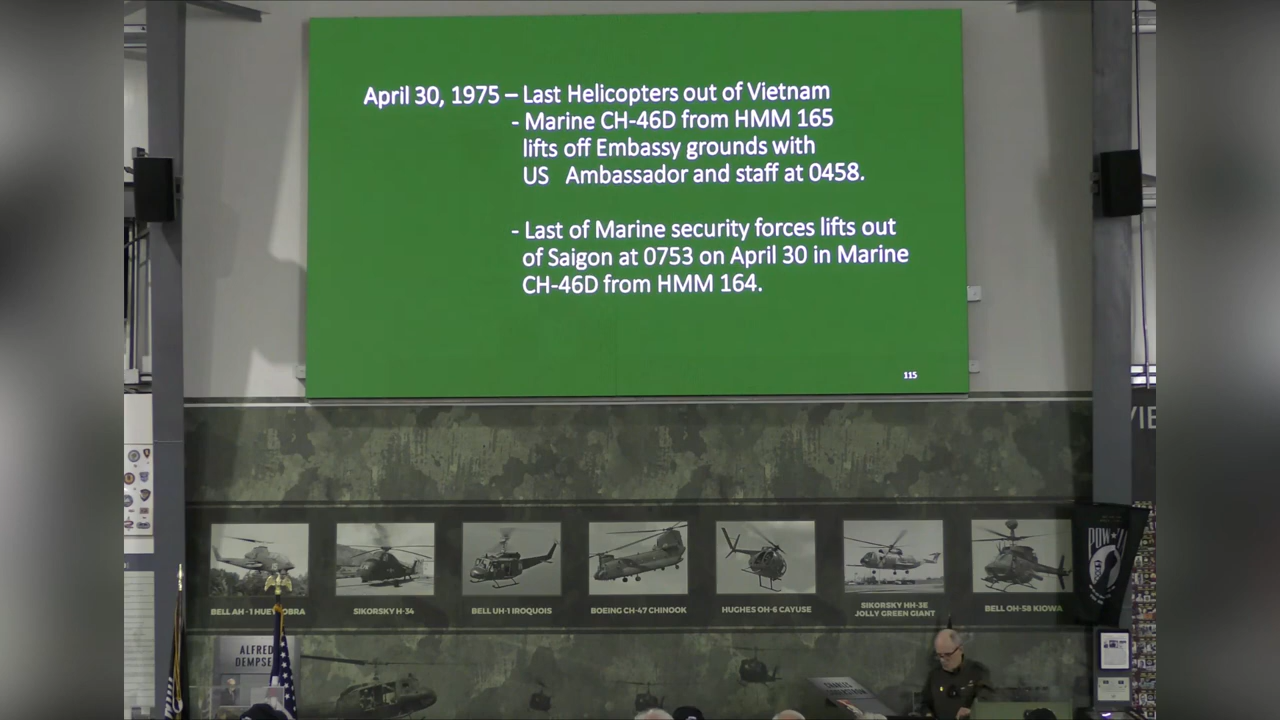 April 30, 1975 – Last Helicopters out of Vietnam
- Marine CH-46D from HMM 165
lifts off Embassy grounds with
US Ambassador and staff at 0458.
- Last of Marine security forces lifts out
of Saigon at 0753 on April 30 in Marine
CH-46D from HMM 164.
115
VIE
BELL AH -1 HUEY COBRA
SIKORSKY H-34
BELL UH-1 IROQUOIS
BOEING CH-47 CHINOOK
HUGHES OH-6 CAYUSE
SIKORSKY HH-3E
JOLLY GREEN GIANT
BELL OH-58 KIOWA
POW
ALFRED
DEMPSE